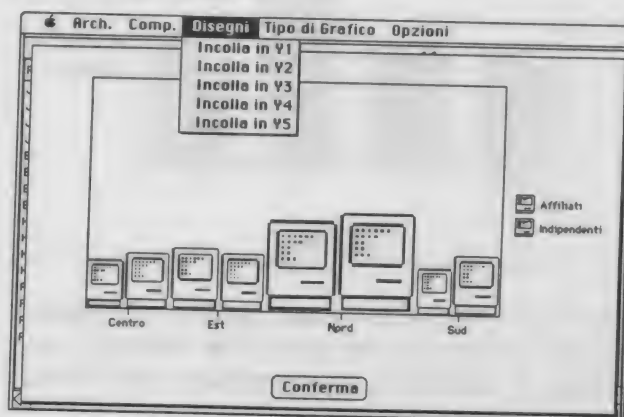 Arch. Comp. Disegni Tipo di Grafico Opzioni
Incolla in Y1
Incolla in Y2
Incolla in Y3
Incolla in Y4
Incolla in Y5
Affiliati
Indipendenti
Centro Est Nord Sud
Conferma